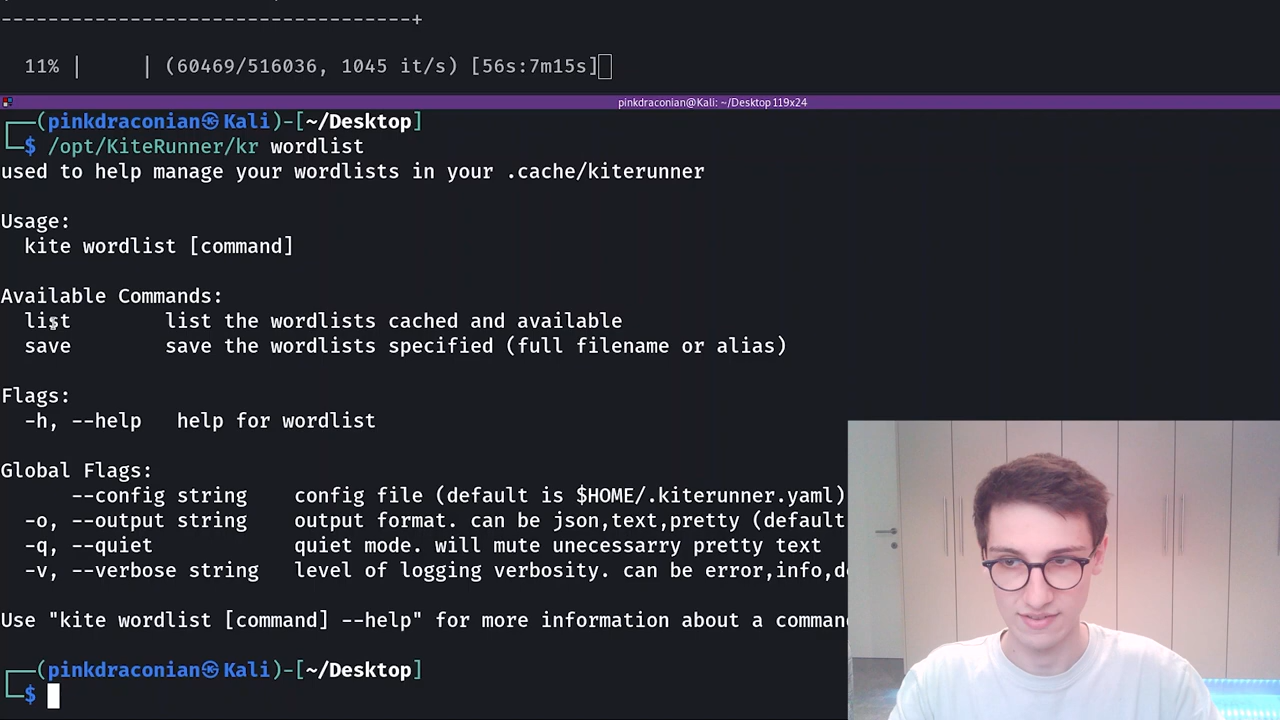 ----------------------------------+
11% | | (60469/516036, 1045 it/s) [56s:7m15s]
pinkdraconian@Kali: ~/Desktop 119x24
(pinkdraconian㉿Kali)-[~/Desktop]
$ /opt/KiteRunner/kr wordlist
used to help manage your wordlists in your .cache/kiterunner
Usage:
kite wordlist [command]
Available Commands:
list list the wordlists cached and available
save save the wordlists specified (full filename or alias)
Flags:
-h, --help help for wordlist
Global Flags:
--config string config file (default is $HOME/.kiterunner.yaml)
-o, --output string output format. can be json,text,pretty (default
-q, --quiet quiet mode. will mute unecessarry pretty text
-v, --verbose string level of logging verbosity. can be error,info,d
Use "kite wordlist [command] --help" for more information about a comman
(pinkdraconian㉿Kali)-[~/Desktop]
$